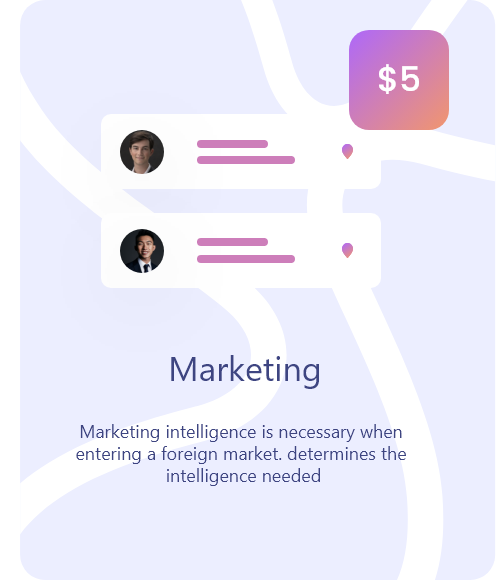 $5
Marketing
Marketing intelligence is necessary when
entering a foreign market. determines the
intelligence needed